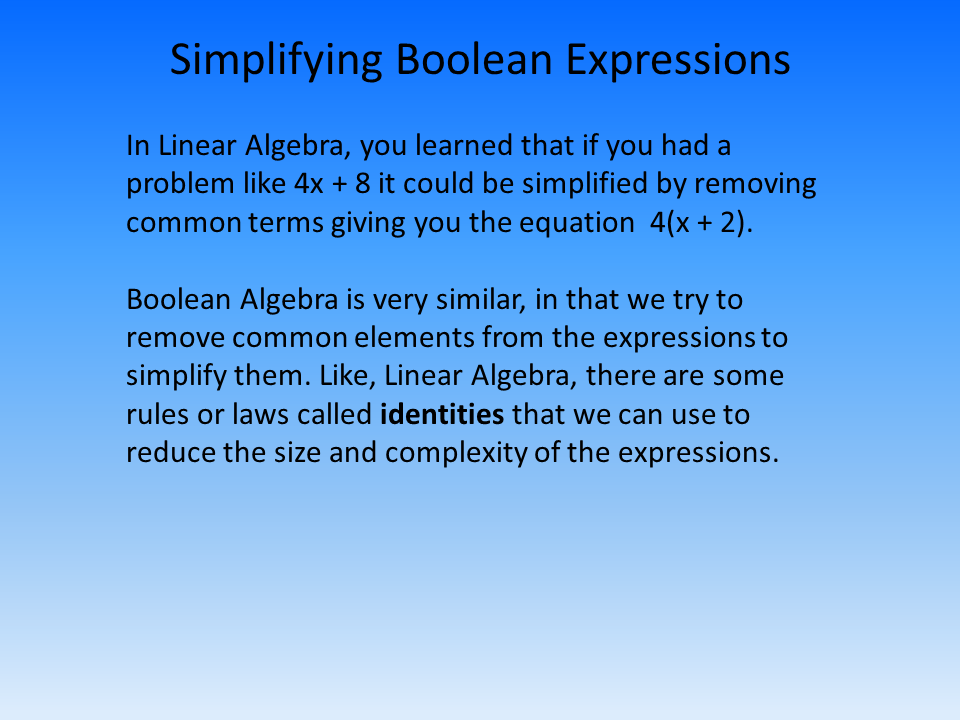 Simplifying Boolean Expressions
In Linear Algebra, you learned that if you had a
problem like 4x + 8 it could be simplified by removing
common terms giving you the equation  4(x + 2).
Boolean Algebra is very similar, in that we try to
remove common elements from the expressions to
simplify them. Like, Linear Algebra, there are some
rules or laws called identities that we can use to
reduce the size and complexity of the expressions.